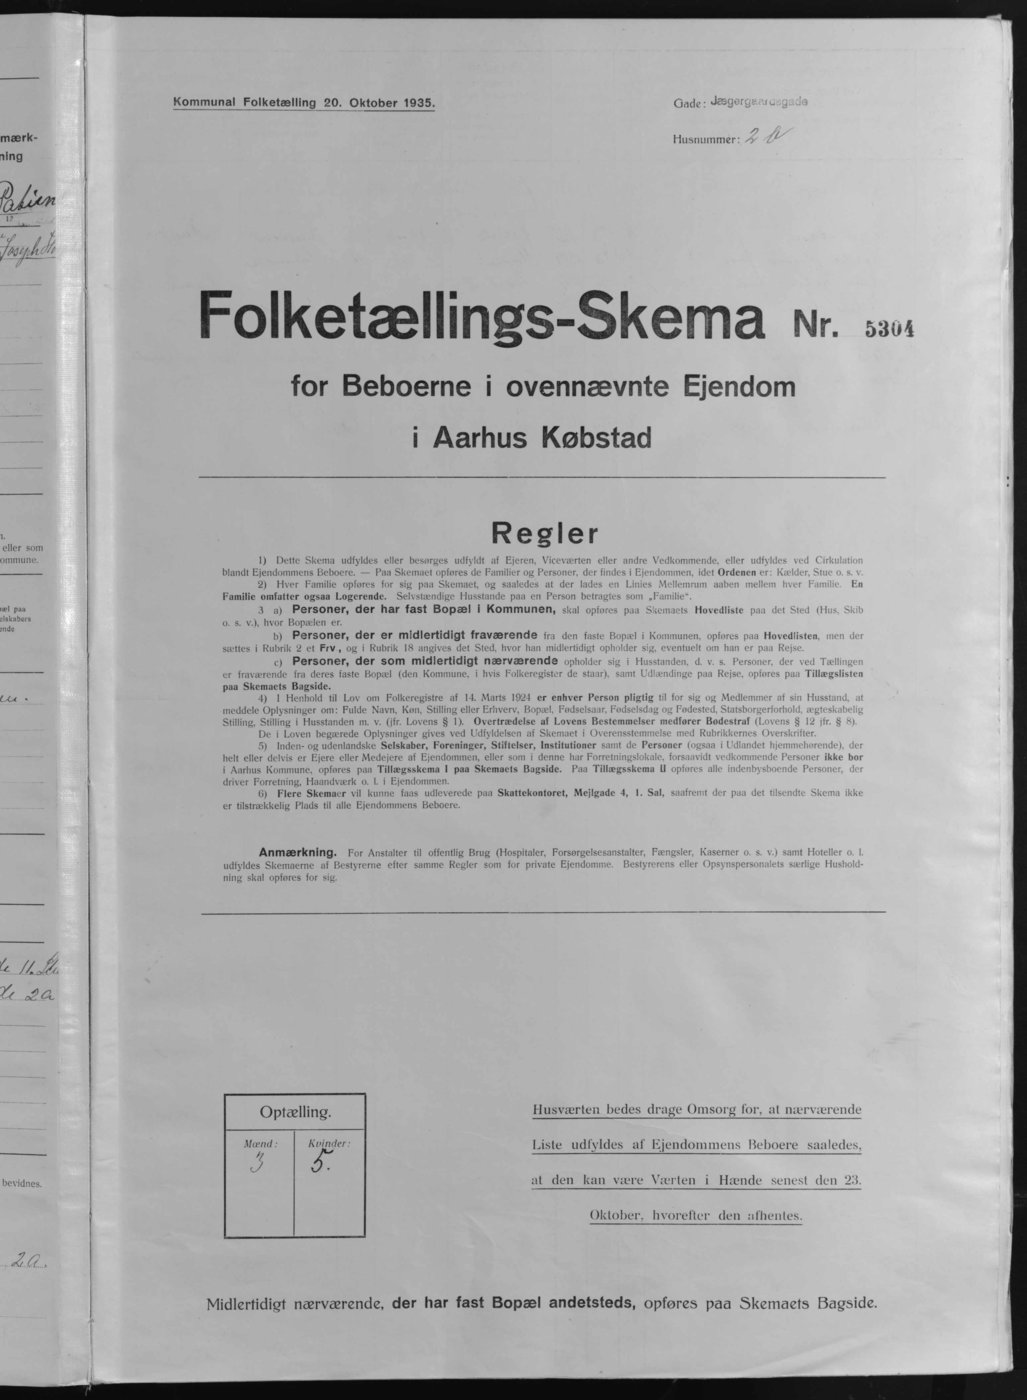 Kommunal Folketælling 20. Oktober 1935.
Gade: Jægergaardsgade
Husnummer: 2 a
mærk-
ning
Patien
17
Joseph
Folketællings-Skema Nr. 5304
for Beboerne i ovennævnte Ejendom
i Aarhus Købstad
Regler
1) Dette Skema udfyldes eller besørges udfyldt af Ejeren, Viceværten eller andre Vedkommende, eller udfyldes ved Cirkulation
blandt Ejendommens Beboere. — Paa Skemaet opføres de Familier og Personer, der findes i Ejendommen, idet Ordenen er: Kælder, Stue o. s. v.
2) Hver Familie opføres for sig paa Skemaet, og saaledes at der lades en Linies Mellemrum aaben mellem hver Familie. En
Familie omfatter ogsaa Logerende. Selvstændige Husstande paa en Person betragtes som „Familie“.
3 a) Personer, der har fast Bopæl i Kommunen, skal opføres paa Skemaets Hovedliste paa det Sted (Hus, Skib
o. s. v.), hvor Bopælen er.
b) Personer, der er midlertidigt fraværende fra den faste Bopæl i Kommunen, opføres paa Hovedlisten, men der
sættes i Rubrik 2 et Frv, og i Rubrik 18 angives det Sted, hvor han midlertidigt opholder sig, eventuelt om han er paa Rejse.
c) Personer, der som midlertidigt nærværende opholder sig i Husstanden, d. v. s. Personer, der ved Tællingen
er fraværende fra deres faste Bopæl (den Kommune, i hvis Folkeregister de staar), samt Udlændinge paa Rejse, opføres paa Tillægslisten
paa Skemaets Bagside.
4) I Henhold til Lov om Folkeregistre af 14. Marts 1924 er enhver Person pligtig til for sig og Medlemmer af sin Husstand, at
meddele Oplysninger om: Fulde Navn, Køn, Stilling eller Erhverv, Bopæl, Fødselsaar, Fødselsdag og Fødested, Statsborgerforhold, ægteskabelig
Stilling, Stilling i Husstanden m. v. (jfr. Lovens § 1). Overtrædelse af Lovens Bestemmelser medfører Bødestraf (Lovens § 12 jfr. § 8).
De i Loven begærede Oplysninger gives ved Udfyldelsen af Skemaet i Overensstemmelse med Rubrikkernes Overskrifter.
5) Inden- og udenlandske Selskaber, Foreninger, Stiftelser, Institutioner samt de Personer (ogsaa i Udlandet hjemmehørende), der
helt eller delvis er Ejere eller Medejere af Ejendommen, eller som i denne har Forretningslokale, forsaavidt vedkommende Personer ikke bor
i Aarhus Kommune, opføres paa Tillægsskema I paa Skemaets Bagside. Paa Tillægsskema II opføres alle indenbysboende Personer, der
driver Forretning, Haandværk o. l. i Ejendommen.
6) Flere Skemaer vil kunne faas udleverede paa Skattekontoret, Mejlgade 4, 1. Sal, saafremt der paa det tilsendte Skema ikke
er tilstrækkelig Plads til alle Ejendommens Beboere.
Anmærkning. For Anstalter til offentlig Brug (Hospitaler, Forsørgelsesanstalter, Fængsler, Kaserner o. s. v.) samt Hoteller o. l.
udfyldes Skemaerne af Bestyrerne efter samme Regler som for private Ejendomme. Bestyrerens eller Opsynspersonalets særlige Hushold-
ning skal opføres for sig.
eller som
ommune.
æl paa
elskabers
ende
11.
2a
bevidnes.
2a.
Optælling.
Mænd: Kvinder:
3 5.
Husværten bedes drage Omsorg for, at nærværende
Liste udfyldes af Ejendommens Beboere saaledes,
at den kan være Værten i Hænde senest den 23.
Oktober, hvorefter den afhentes.
Midlertidigt nærværende, der har fast Bopæl andetsteds, opføres paa Skemaets Bagside.